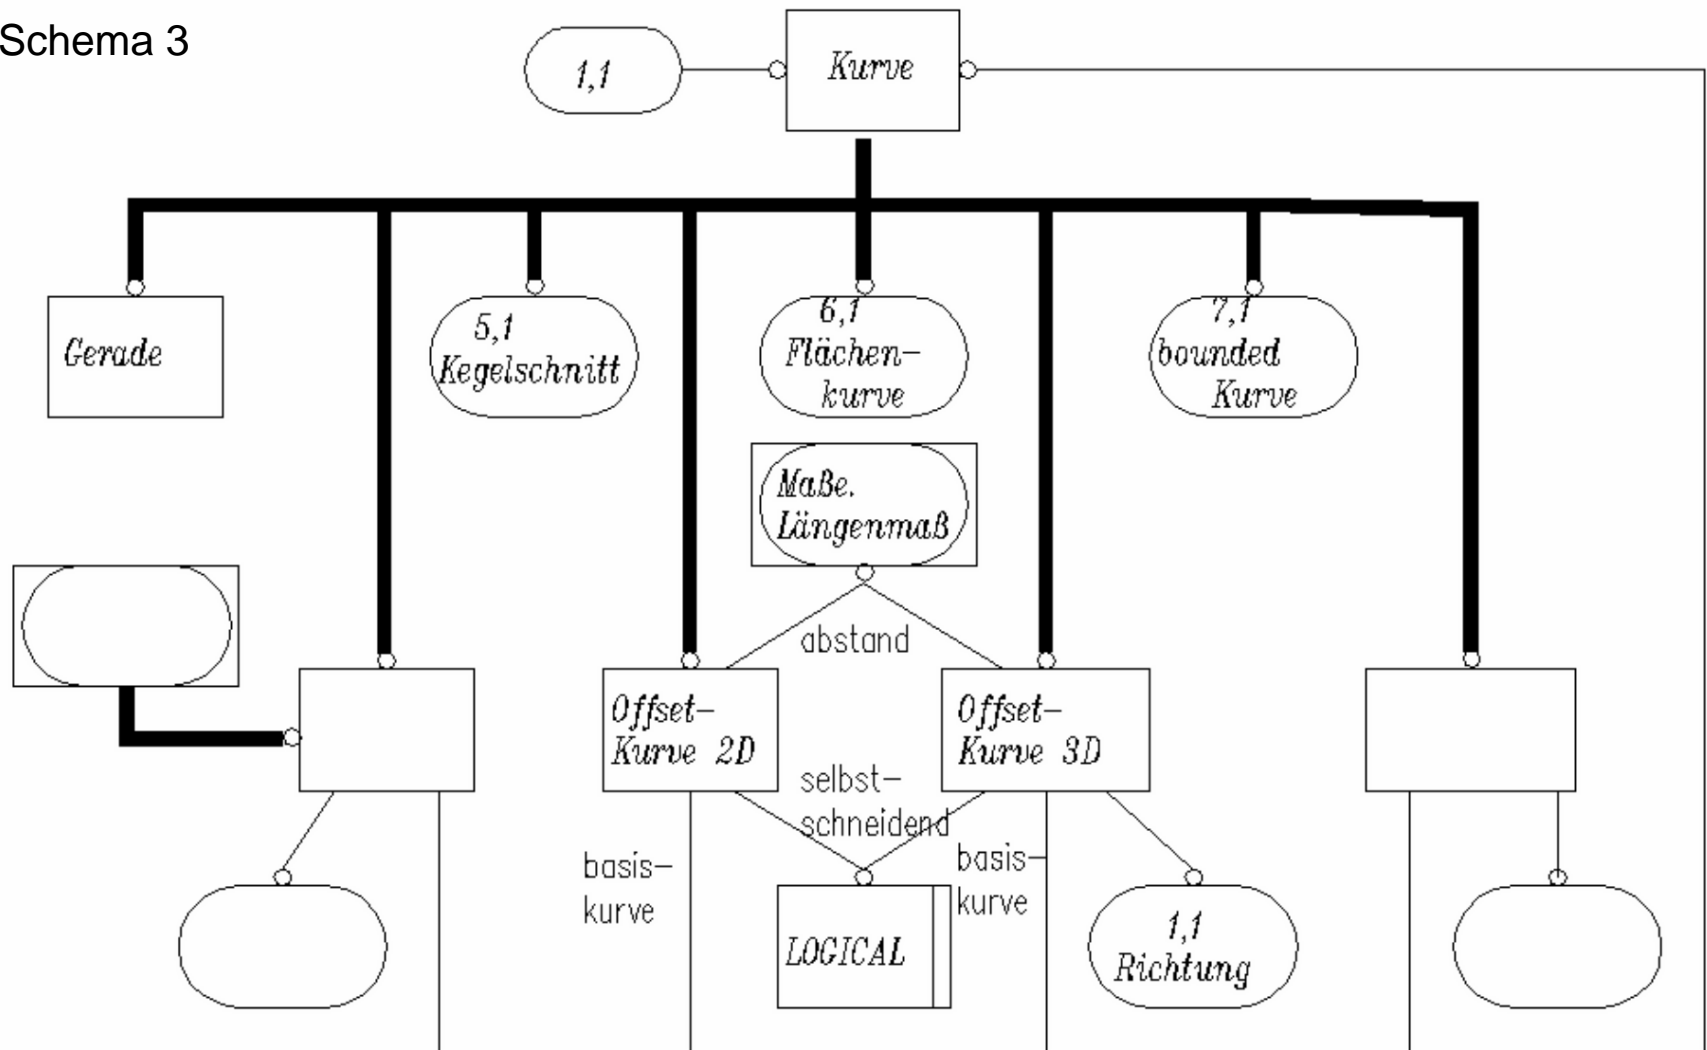 Schema 3
1,1
Kurve
Gerade
5,1
Kegelschnitt
6,1
Flächen-
kurve
7,1
bounded
Kurve
Maße.
Längenmaß
abstand
Offset-
Kurve 2D
Offset-
Kurve 3D
selbst-
schneidend
basis-
kurve
basis-
kurve
LOGICAL
1,1
Richtung